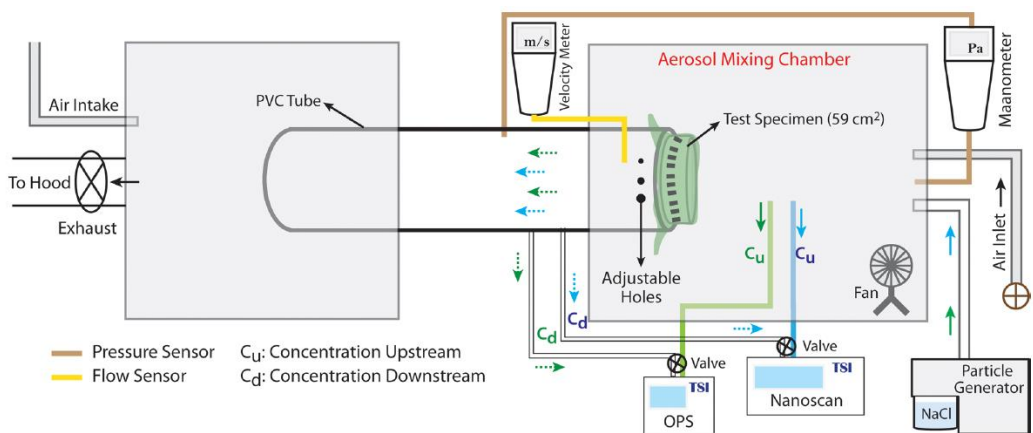 m/s
Velocity Meter
Aerosol Mixing Chamber
Pa
Maanometer
Air Intake
PVC Tube
Test Specimen (59 cm²)
To Hood
Exhaust
Adjustable
Holes
Cu
Cu
Fan
Air Inlet
Cd
Cd
Pressure Sensor
Cu: Concentration Upstream
Flow Sensor
Cd: Concentration Downstream
Valve
Valve
TSI
OPS
TSI
Nanoscan
Particle
Generator
NaCl